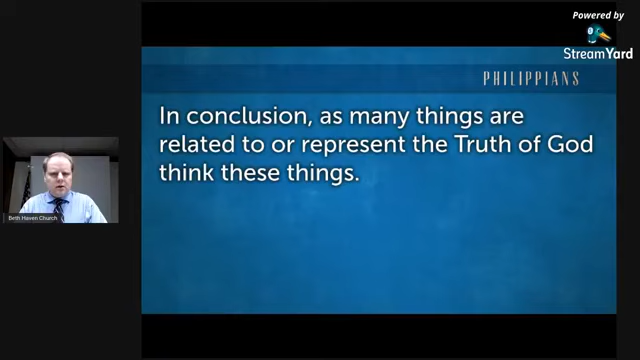 Powered by
StreamYard
PHILIPPIANS
In conclusion, as many things are
related to or represent the Truth of God
think these things.
Beth Haven Church